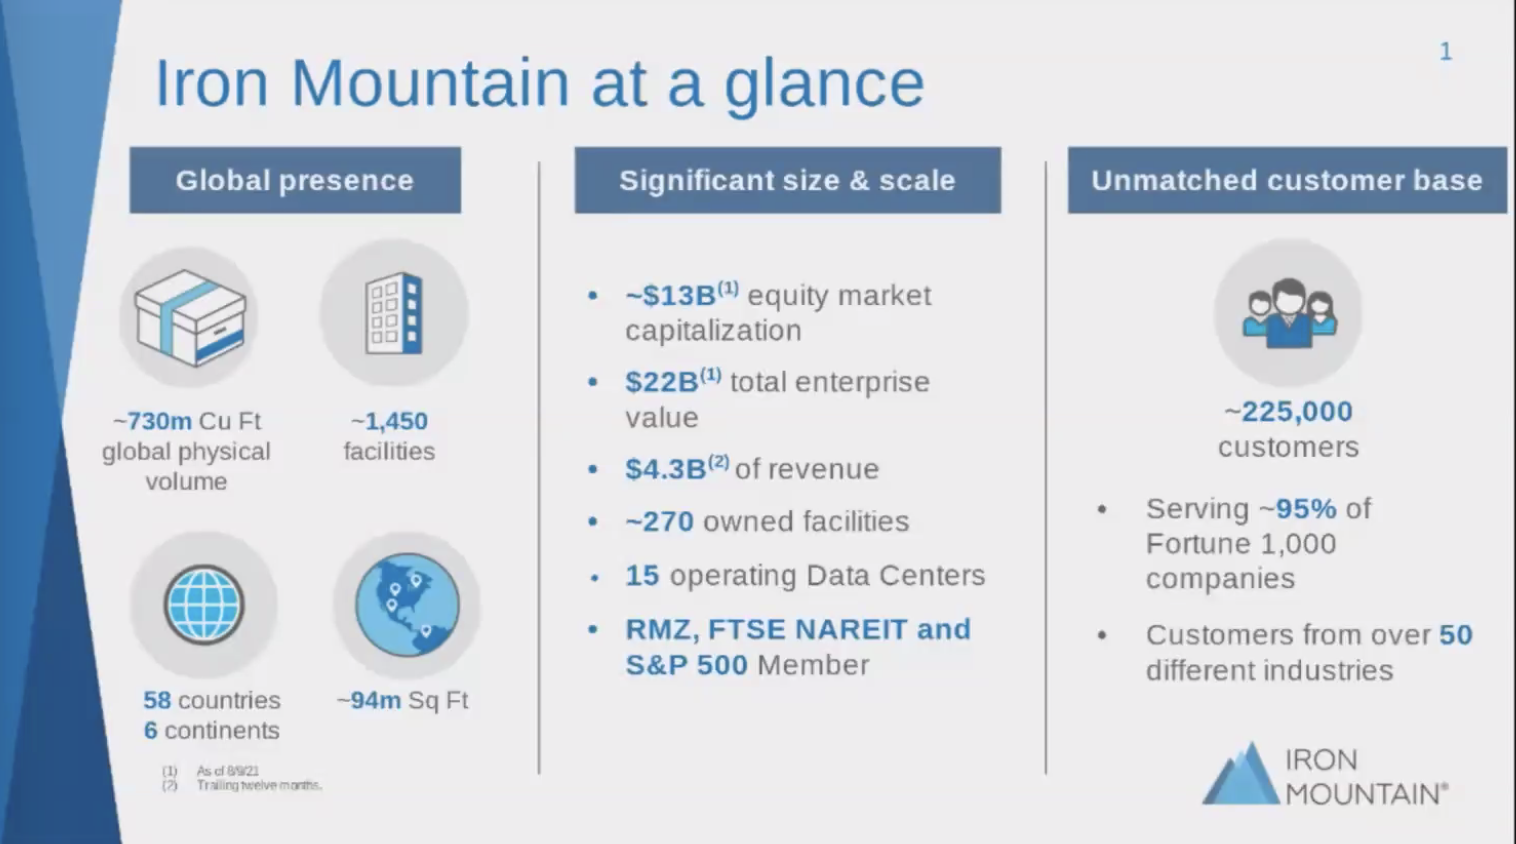 1
Iron Mountain at a glance
Global presence
~730m Cu Ft
global physical
volume
~1,450
facilities
58 countries
6 continents
~94m Sq Ft
(1) As of 8/9/21
(2) Trailing twelve months.
Significant size & scale
• ~$13B(1) equity market
capitalization
• $22B(1) total enterprise
value
• $4.3B(2) of revenue
• ~270 owned facilities
• 15 operating Data Centers
• RMZ, FTSE NAREIT and
S&P 500 Member
Unmatched customer base
~225,000
customers
• Serving ~95% of
Fortune 1,000
companies
• Customers from over 50
different industries
IRON
MOUNTAIN®